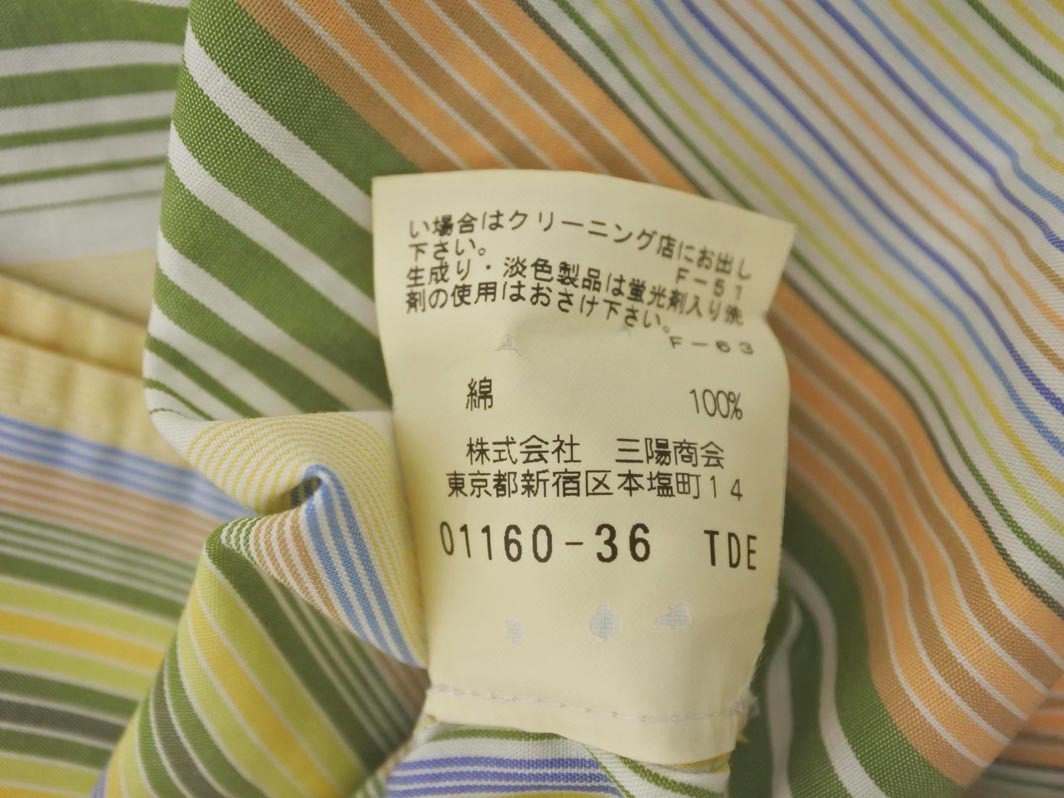 い場合はクリーニング店にお出し
下さい。
F-51
生成り・淡色製品は蛍光剤入り洗
剤の使用はおさけ下さい。
F-63
綿 100%
株式会社 三陽商会
東京都新宿区本塩町14
01160-36 TDE